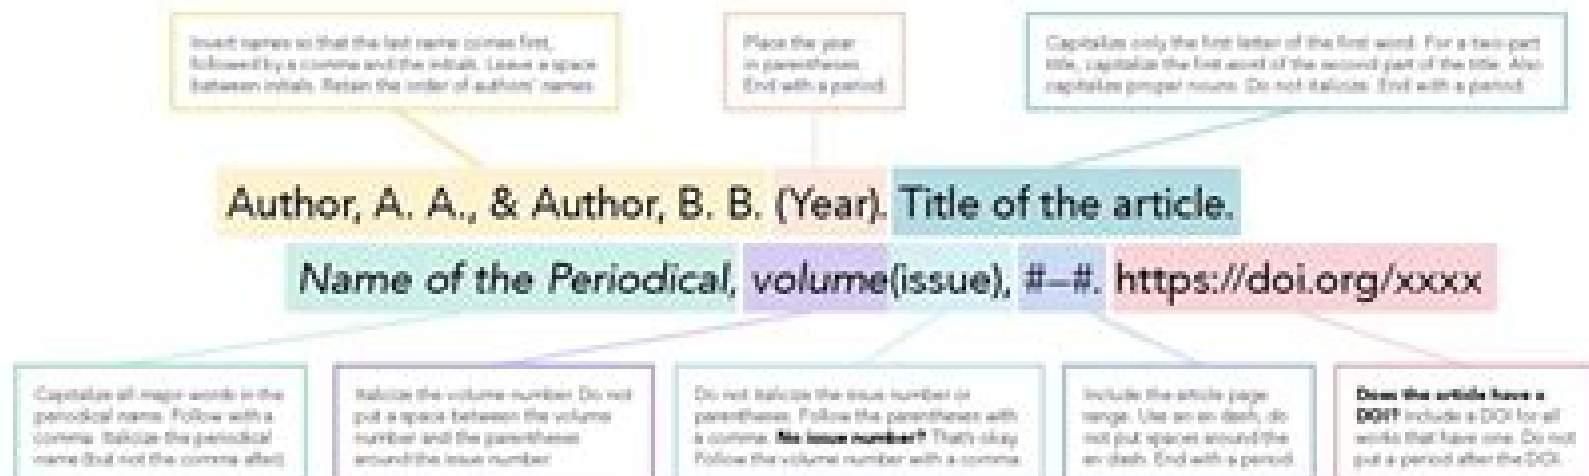 Invert names so that the last name comes first,
followed by a comma and the initials. Leave a space
between initials. Retain the order of authors' names.
Place the year
in parentheses.
End with a period.
Capitalize only the first letter of the first word. For a two-part
title, capitalize the first word of the second part of the title. Also
capitalize proper nouns. Do not italicize. End with a period.
Author, A. A., & Author, B. B. (Year). Title of the article.
Name of the Periodical, volume(issue), #–#. https://doi.org/xxxx
Capitalize all major words in the
periodical name. Follow with a
comma. Italicize the periodical
name (but not the comma after).
Italicize the volume number. Do not
put a space between the volume
number and the parentheses
around the issue number.
Do not italicize the issue number or
parentheses. Follow the parentheses with
a comma. No issue number? That's okay.
Follow the volume number with a comma.
Include the article page
range. Use an en dash; do
not put spaces around the
en dash. End with a period.
Does the article have a
DOI? Include a DOI for all
works that have one. Do not
put a period after the DOI.